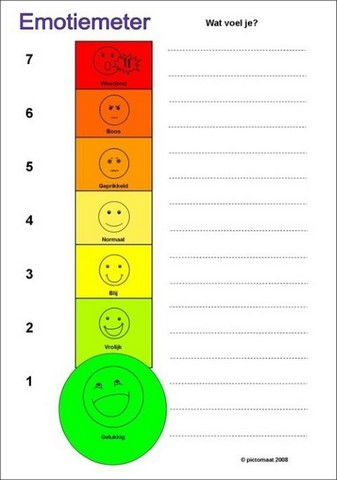 Emotiemeter
Wat voel je?
7
Woedend
6
Boos
5
Geprikkeld
4
Normaal
3
Blij
2
Vrolijk
1
Gelukkig
© pictomaat 2008